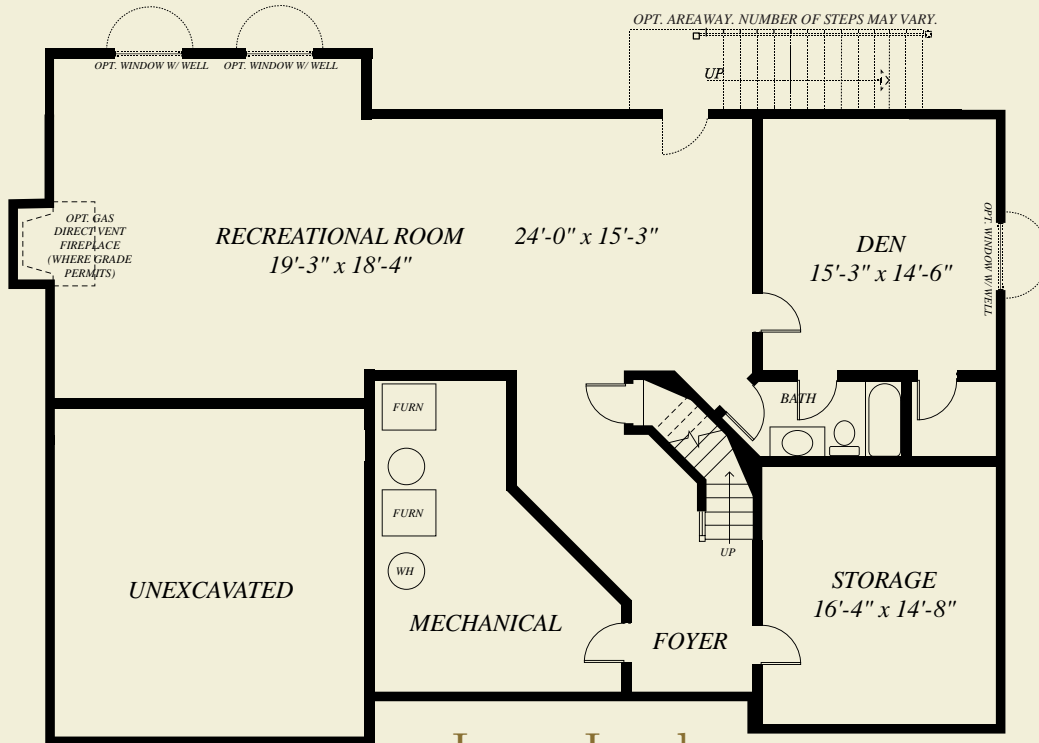 OPT. AREAWAY. NUMBER OF STEPS MAY VARY.
OPT. WINDOW W/ WELL
OPT. WINDOW W/ WELL
UP
OPT. GAS
DIRECT VENT
FIREPLACE
(WHERE GRADE
PERMITS)
RECREATIONAL ROOM
19'-3" x 18'-4"
24'-0" x 15'-3"
DEN
15'-3" x 14'-6"
OPT. WINDOW W/ WELL
BATH
FURN
FURN
WH
UP
UNEXCAVATED
MECHANICAL
FOYER
STORAGE
16'-4" x 14'-8"